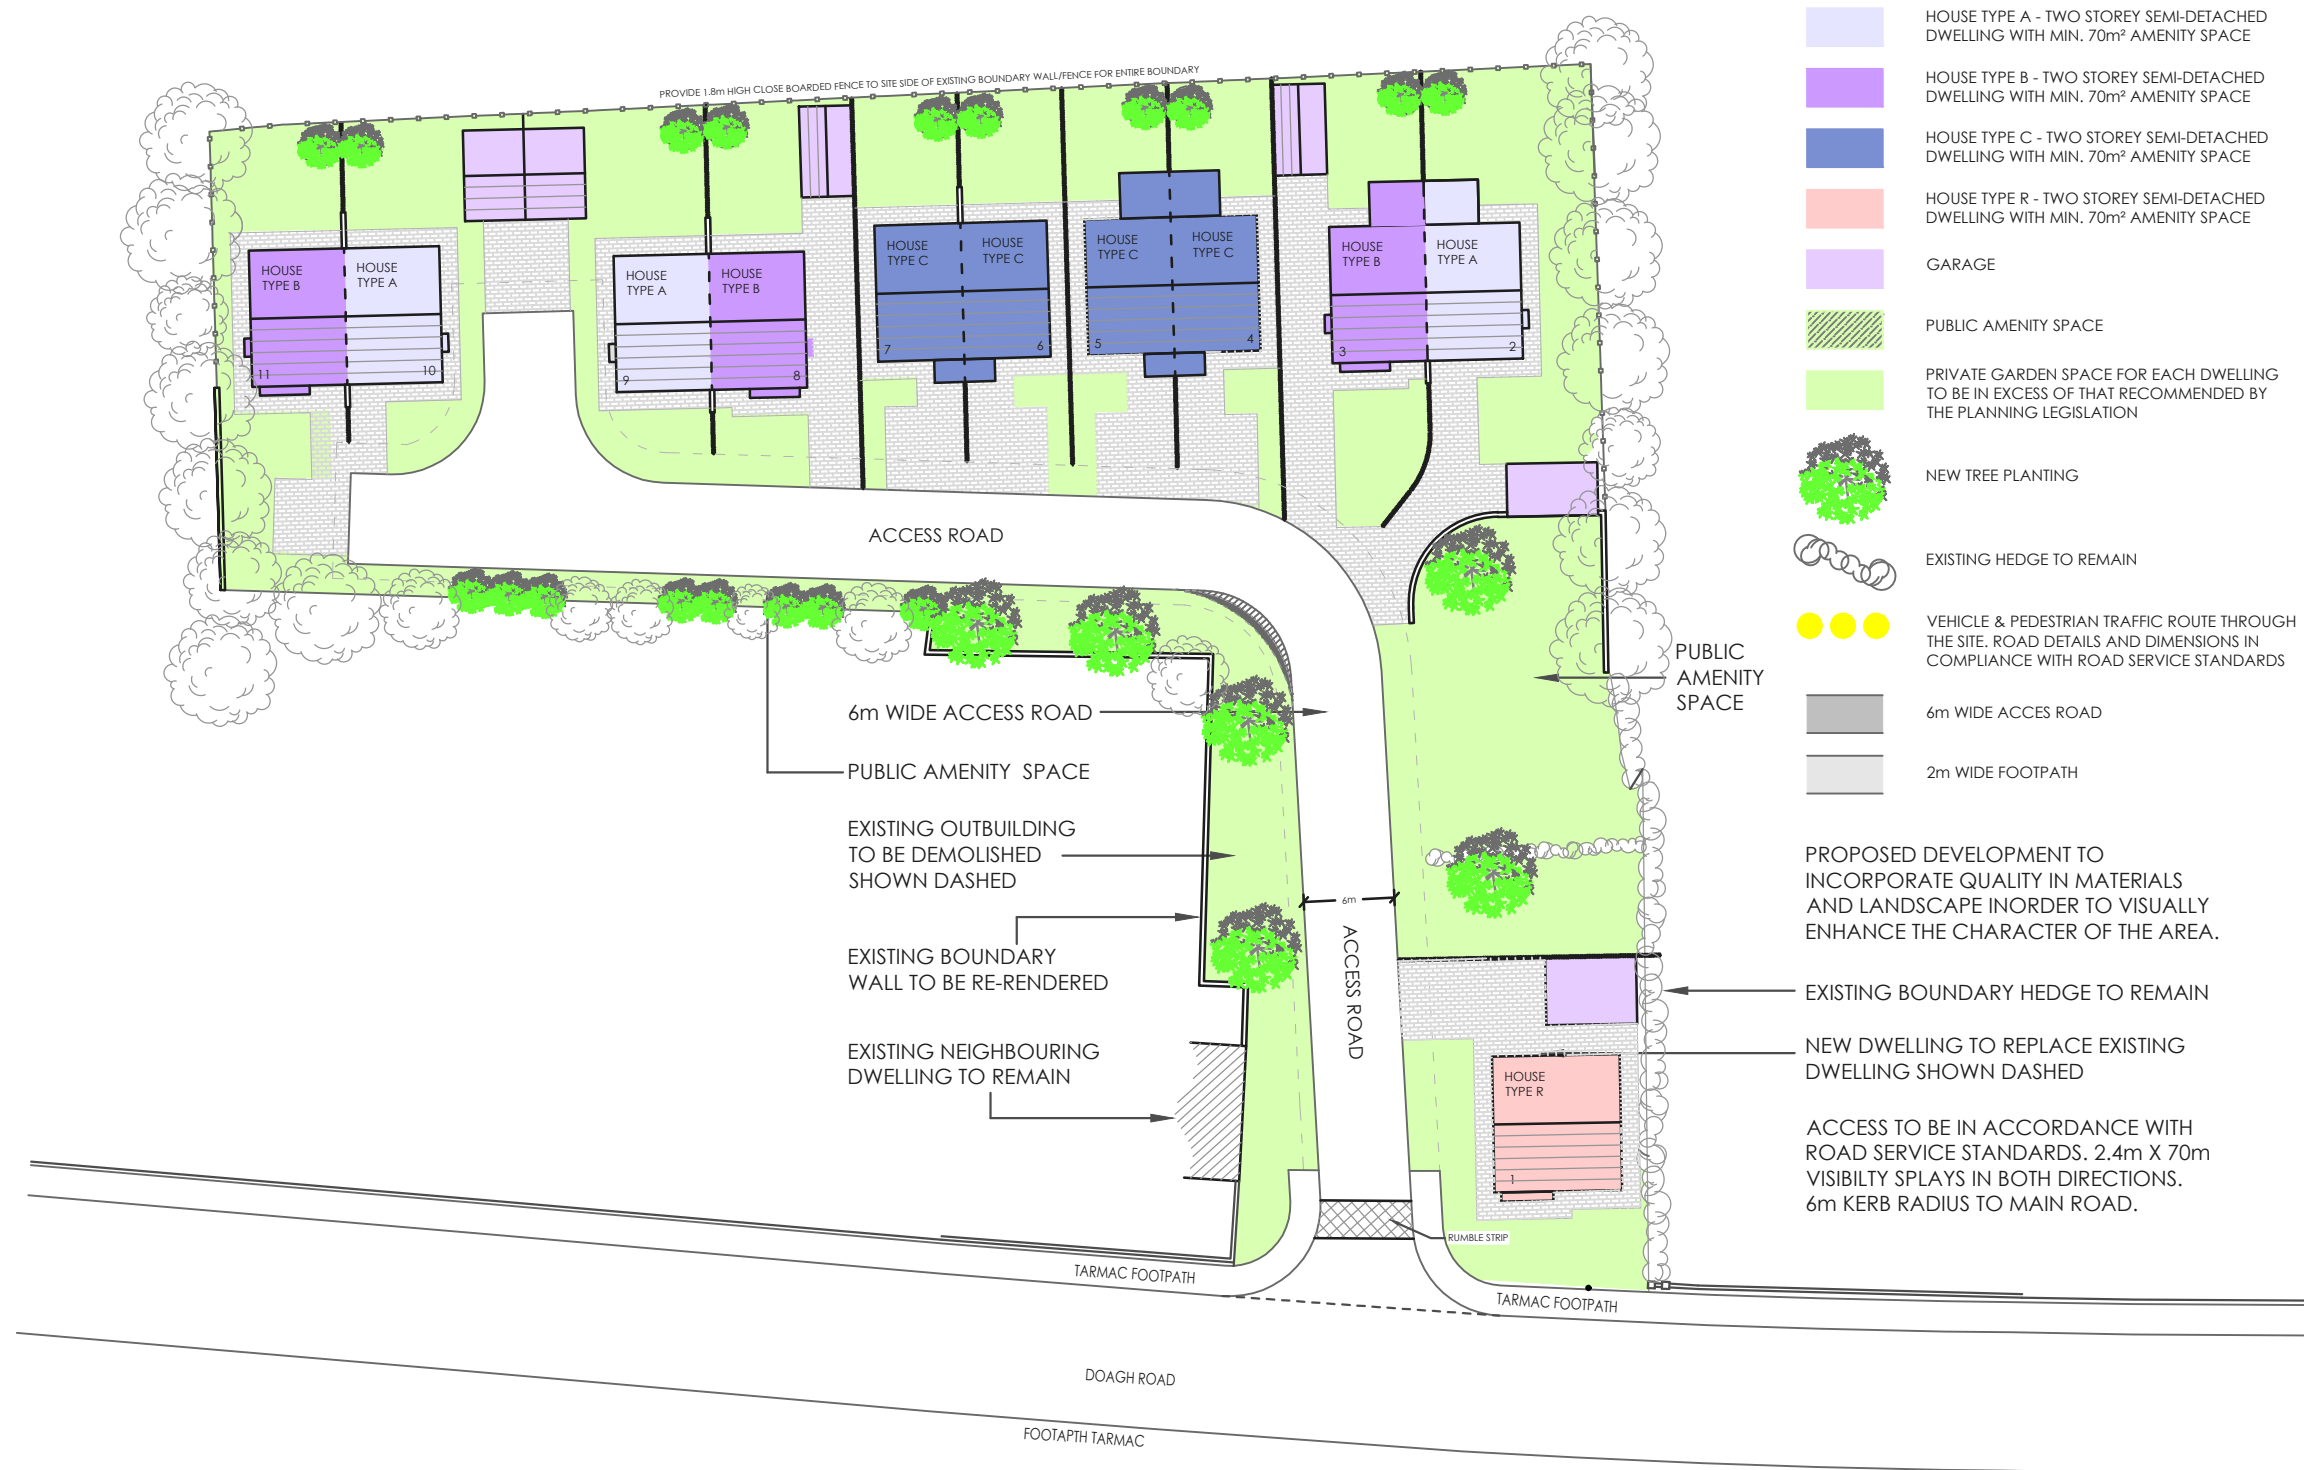 PROVIDE 1.8m HIGH CLOSE BOARDED FENCE TO SITE SIDE OF EXISTING BOUNDARY WALL/FENCE FOR ENTIRE BOUNDARY
HOUSE
TYPE B
11
HOUSE
TYPE A
10
HOUSE
TYPE A
9
HOUSE
TYPE B
8
HOUSE
TYPE C
7
HOUSE
TYPE C
6
HOUSE
TYPE C
5
HOUSE
TYPE C
4
HOUSE
TYPE B
3
HOUSE
TYPE A
2
ACCESS ROAD
6m WIDE ACCESS ROAD
PUBLIC AMENITY SPACE
EXISTING OUTBUILDING
TO BE DEMOLISHED
SHOWN DASHED
EXISTING BOUNDARY
WALL TO BE RE-RENDERED
EXISTING NEIGHBOURING
DWELLING TO REMAIN
PUBLIC
AMENITY
SPACE
6m
ACCESS ROAD
HOUSE
TYPE R
1
RUMBLE STRIP
TARMAC FOOTPATH
TARMAC FOOTPATH
DOAGH ROAD
FOOTAPTH TARMAC
HOUSE TYPE A - TWO STOREY SEMI-DETACHED
DWELLING WITH MIN. 70m² AMENITY SPACE
HOUSE TYPE B - TWO STOREY SEMI-DETACHED
DWELLING WITH MIN. 70m² AMENITY SPACE
HOUSE TYPE C - TWO STOREY SEMI-DETACHED
DWELLING WITH MIN. 70m² AMENITY SPACE
HOUSE TYPE R - TWO STOREY SEMI-DETACHED
DWELLING WITH MIN. 70m² AMENITY SPACE
GARAGE
PUBLIC AMENITY SPACE
PRIVATE GARDEN SPACE FOR EACH DWELLING
TO BE IN EXCESS OF THAT RECOMMENDED BY
THE PLANNING LEGISLATION
NEW TREE PLANTING
EXISTING HEDGE TO REMAIN
VEHICLE & PEDESTRIAN TRAFFIC ROUTE THROUGH
THE SITE. ROAD DETAILS AND DIMENSIONS IN
COMPLIANCE WITH ROAD SERVICE STANDARDS
6m WIDE ACCES ROAD
2m WIDE FOOTPATH
PROPOSED DEVELOPMENT TO
INCORPORATE QUALITY IN MATERIALS
AND LANDSCAPE INORDER TO VISUALLY
ENHANCE THE CHARACTER OF THE AREA.
EXISTING BOUNDARY HEDGE TO REMAIN
NEW DWELLING TO REPLACE EXISTING
DWELLING SHOWN DASHED
ACCESS TO BE IN ACCORDANCE WITH
ROAD SERVICE STANDARDS. 2.4m X 70m
VISIBILTY SPLAYS IN BOTH DIRECTIONS.
6m KERB RADIUS TO MAIN ROAD.